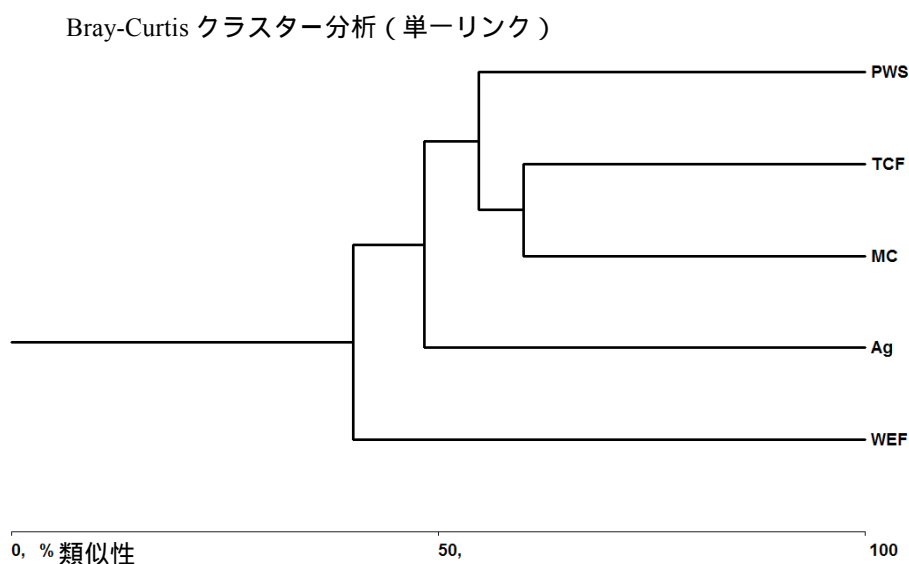 Bray-Curtis クラスター分析（単一リンク）
PWS
TCF
MC
Ag
WEF
0, % 類似性 50, 100